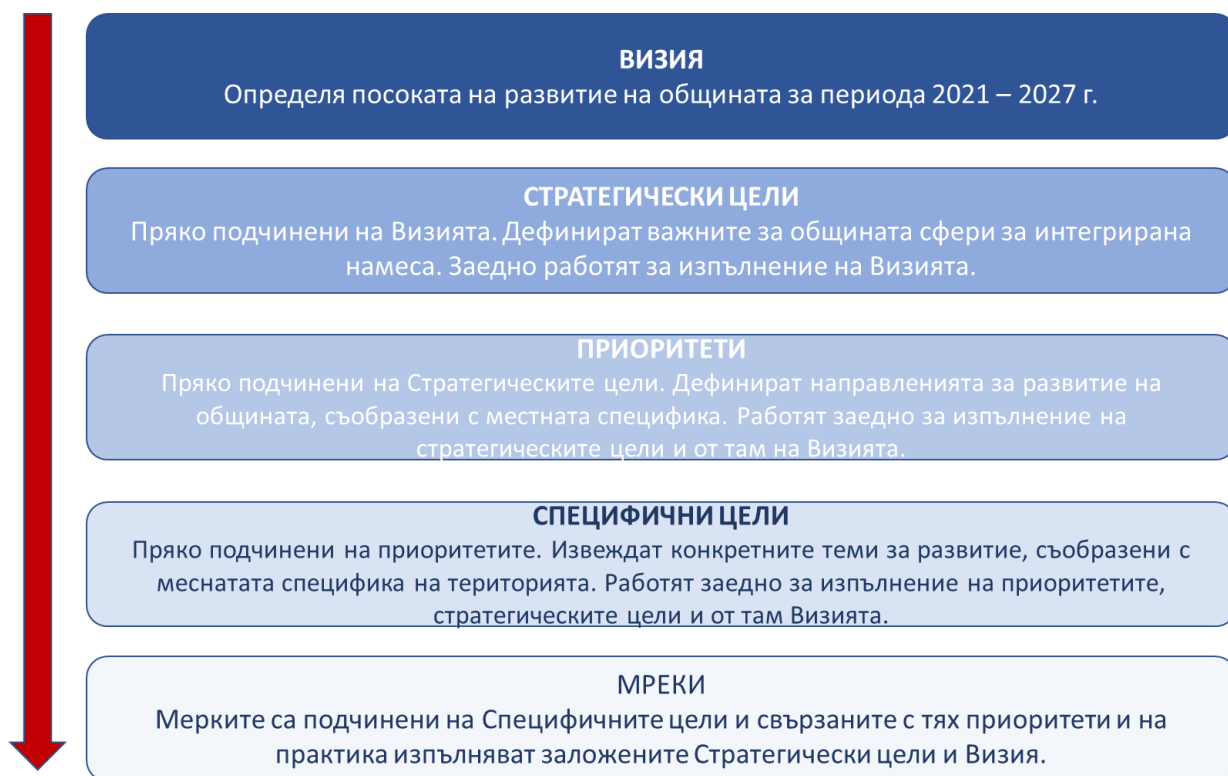 ВИЗИЯ
Определя посоката на развитие на общината за периода 2021 – 2027 г.
СТРАТЕГИЧЕСКИ ЦЕЛИ
Пряко подчинени на Визията. Дефинират важните за общината сфери за интегрирана
намеса. Заедно работят за изпълнение на Визията.
ПРИОРИТЕТИ
Пряко подчинени на Стратегическите цели. Дефинират направленията за развитие на
общината, съобразени с местната специфика. Работят заедно за изпълнение на
стратегическите цели и от там на Визията.
СПЕЦИФИЧНИ ЦЕЛИ
Пряко подчинени на приоритетите. Извеждат конкретните теми за развитие, съобразени с
меснатата специфика на територията. Работят заедно за изпълнение на приоритетите,
стратегическите цели и от там Визията.
МРЕКИ
Мерките са подчинени на Специфичните цели и свързаните с тях приоритети и на
практика изпълняват заложените Стратегически цели и Визия.